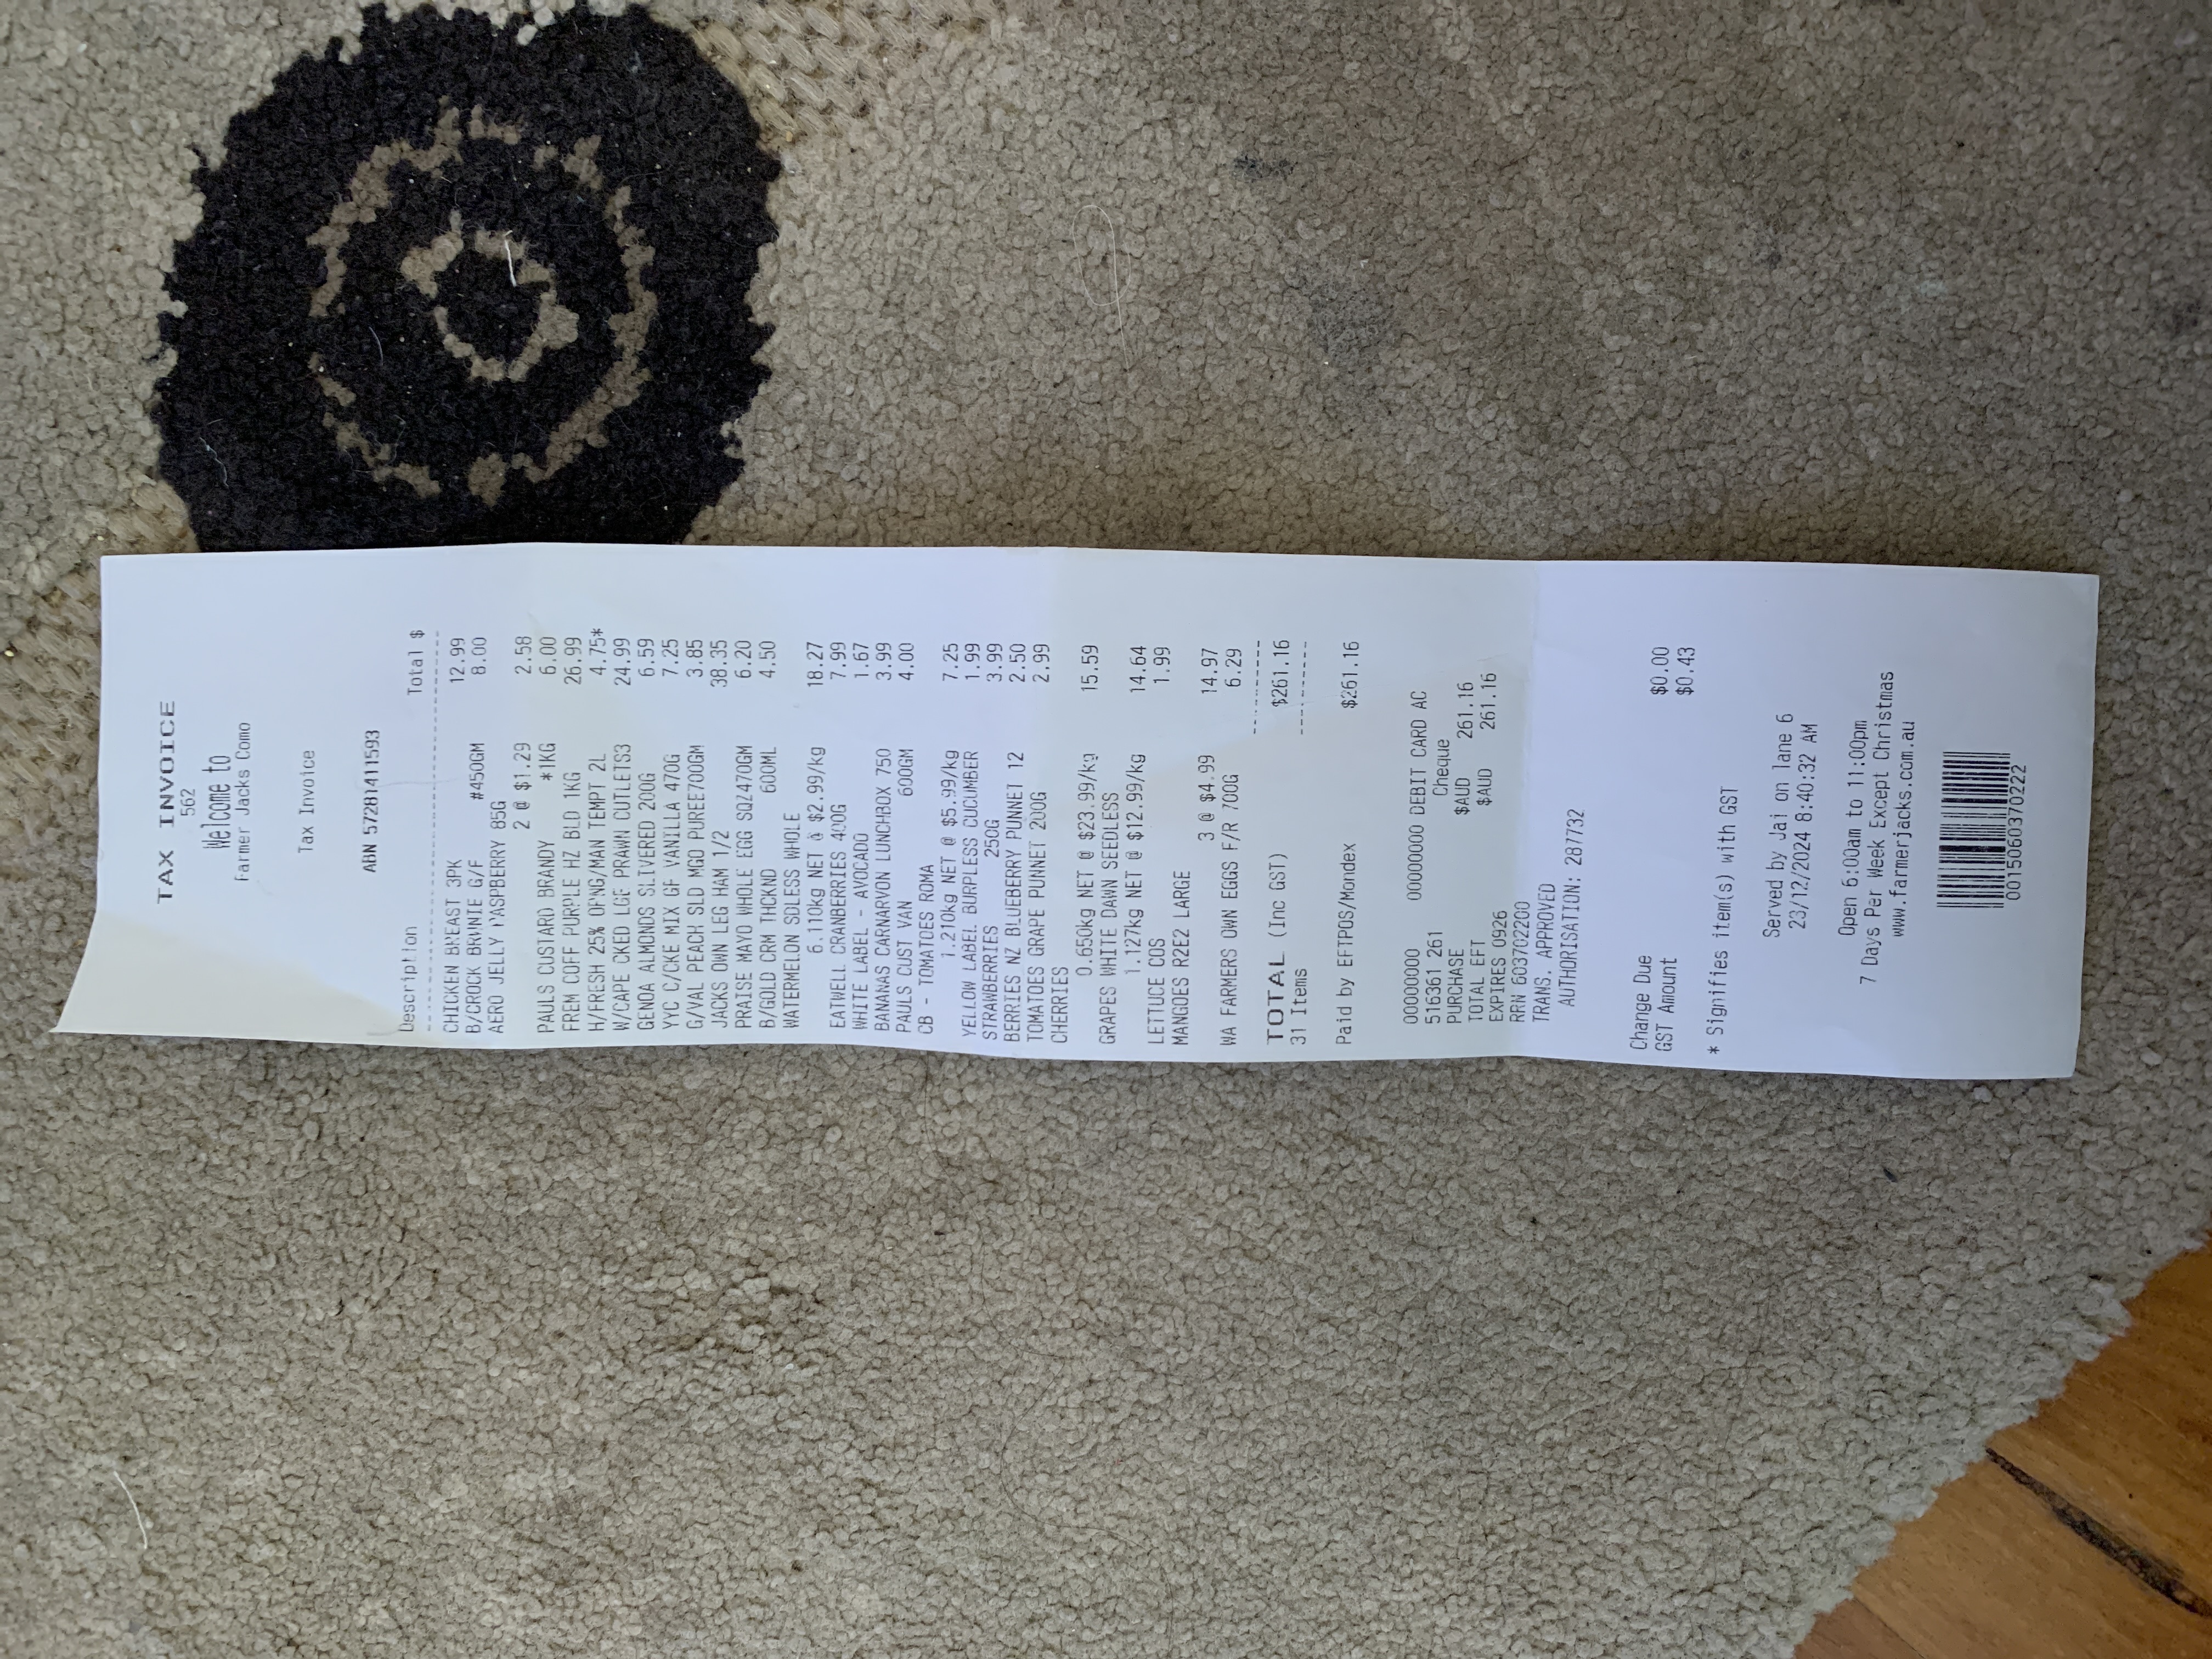 TAX INVOICE
562
Welcome to
Farmer Jacks Como
Tax Invoice
ABN 57281411593
Description Total $
CHICKEN BREAST 3PK 12.99
B/CROCK BRWNIE G/F #450GM 8.00
AERO JELLY RASPBERRY 85G
2 @ $1.29 2.58
PAULS CUSTARD BRANDY *1KG 6.00
FREM COFF PURPLE HZ BLD 1KG 26.99
H/FRESH 25% ORNG/MAN TEMPT 2L 4.75*
W/CAPE CKED LGE PRAWN CUTLETS3 24.99
GENOA ALMONDS SLIVERED 200G 6.59
YYC C/CKE MIX GF VANILLA 470G 7.25
G/VAL PEACH SLD MGO PUREE700GM 3.85
JACKS OWN LEG HAM 1/2 38.35
PRAISE MAYO WHOLE EGG SQZ470GM 6.20
B/GOLD CRM THCKND 600ML 4.50
WATERMELON SDLESS WHOLE
6.110kg NET @ $2.99/kg 18.27
EATWELL CRANBERRIES 400G 7.99
WHITE LABEL - AVOCADO 1.67
BANANAS CARNARVON LUNCHBOX 750 3.99
PAULS CUST VAN 600GM 4.00
CB - TOMATOES ROMA
1.210kg NET @ $5.99/kg 7.25
YELLOW LABEL BURPLESS CUCUMBER 1.99
STRAWBERRIES 250G 3.99
BERRIES NZ BLUEBERRY PUNNET 12 2.50
TOMATOES GRAPE PUNNET 200G 2.99
CHERRIES
0.650kg NET @ $23.99/kg 15.59
GRAPES WHITE DAWN SEEDLESS
1.127kg NET @ $12.99/kg 14.64
LETTUCE COS 1.99
MANGOES R2E2 LARGE
3 @ $4.99 14.97
WA FARMERS OWN EGGS F/R 700G 6.29
TOTAL (Inc GST) $261.16
31 Items
Paid by EFTPOS/Mondex $261.16
00000000 00000000 DEBIT CARD AC
516361 261 Cheque
PURCHASE $AUD 261.16
TOTAL EFT $AUD 261.16
EXPIRES 0926
RRN 603702200
TRANS. APPROVED
AUTHORISATION: 287732
Change Due $0.00
GST Amount $0.43
* Signifies item(s) with GST
Served by Jai on lane 6
23/12/2024 8:40:32 AM
Open 6:00am to 11:00pm
7 Days Per Week Except Christmas
www.farmerjacks.com.au
0015060370222